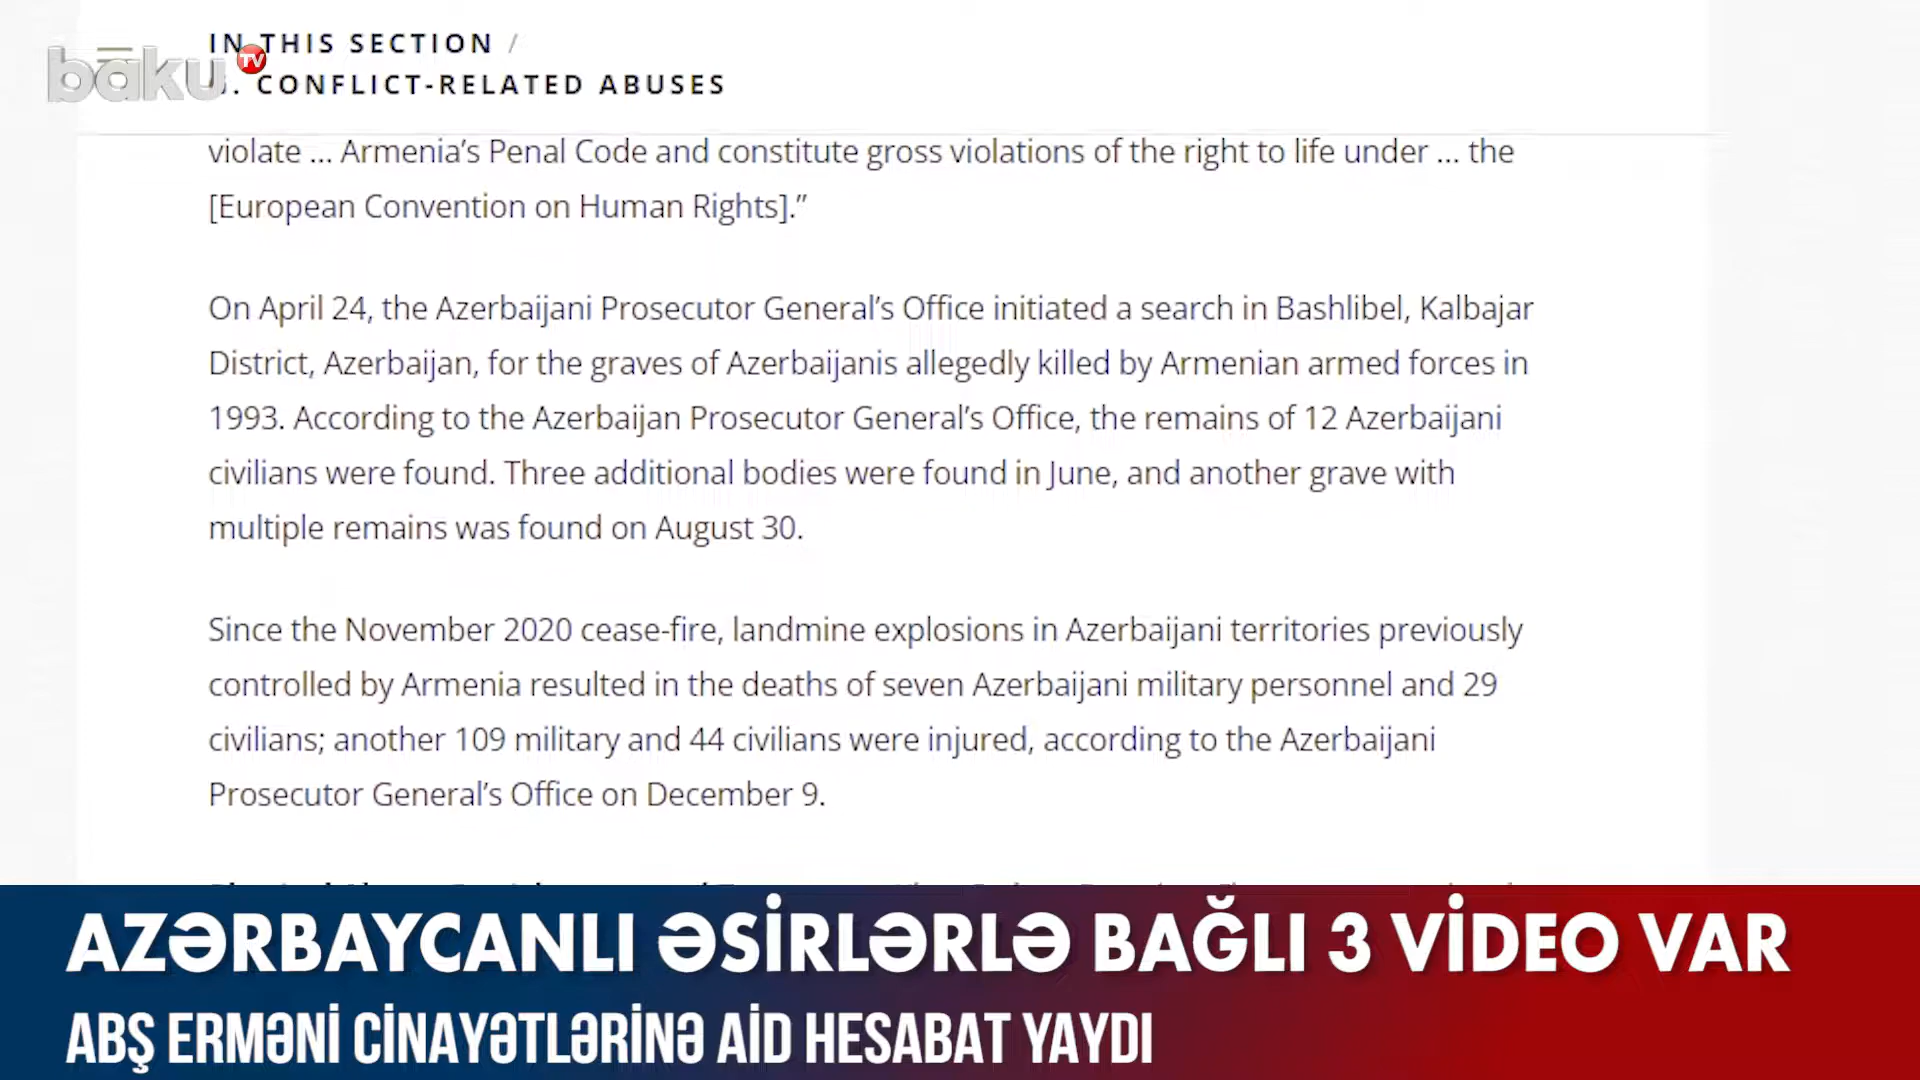 baku TV
IN THIS SECTION /
. CONFLICT-RELATED ABUSES
violate ... Armenia’s Penal Code and constitute gross violations of the right to life under ... the
[European Convention on Human Rights].”
On April 24, the Azerbaijani Prosecutor General’s Office initiated a search in Bashlibel, Kalbajar
District, Azerbaijan, for the graves of Azerbaijanis allegedly killed by Armenian armed forces in
1993. According to the Azerbaijan Prosecutor General’s Office, the remains of 12 Azerbaijani
civilians were found. Three additional bodies were found in June, and another grave with
multiple remains was found on August 30.
Since the November 2020 cease-fire, landmine explosions in Azerbaijani territories previously
controlled by Armenia resulted in the deaths of seven Azerbaijani military personnel and 29
civilians; another 109 military and 44 civilians were injured, according to the Azerbaijani
Prosecutor General’s Office on December 9.
AZƏRBAYCANLI ƏSİRLƏRLƏ BAĞLI 3 VİDEO VAR
ABŞ ERMƏNİ CİNAYƏTLƏRİNƏ AİD HESABAT YAYDI